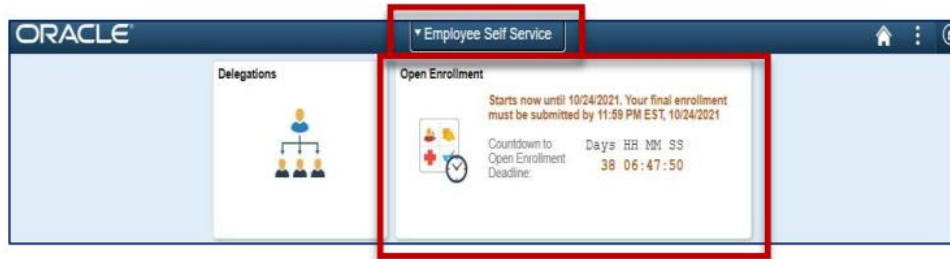 ORACLE
Employee Self Service
Delegations
Open Enrollment
Starts now until 10/24/2021. Your final enrollment
must be submitted by 11:59 PM EST, 10/24/2021
Countdown to
Open Enrollment
Deadline:
Days HH MM SS
38 06:47:50